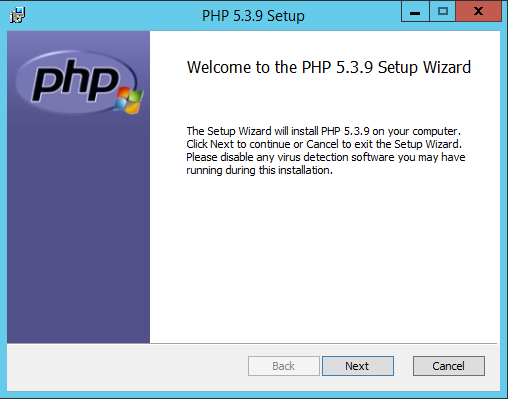 PHP 5.3.9 Setup
x
php
Welcome to the PHP 5.3.9 Setup Wizard
The Setup Wizard will install PHP 5.3.9 on your computer.
Click Next to continue or Cancel to exit the Setup Wizard.
Please disable any virus detection software you may have
running during this installation.
Back
Next
Cancel